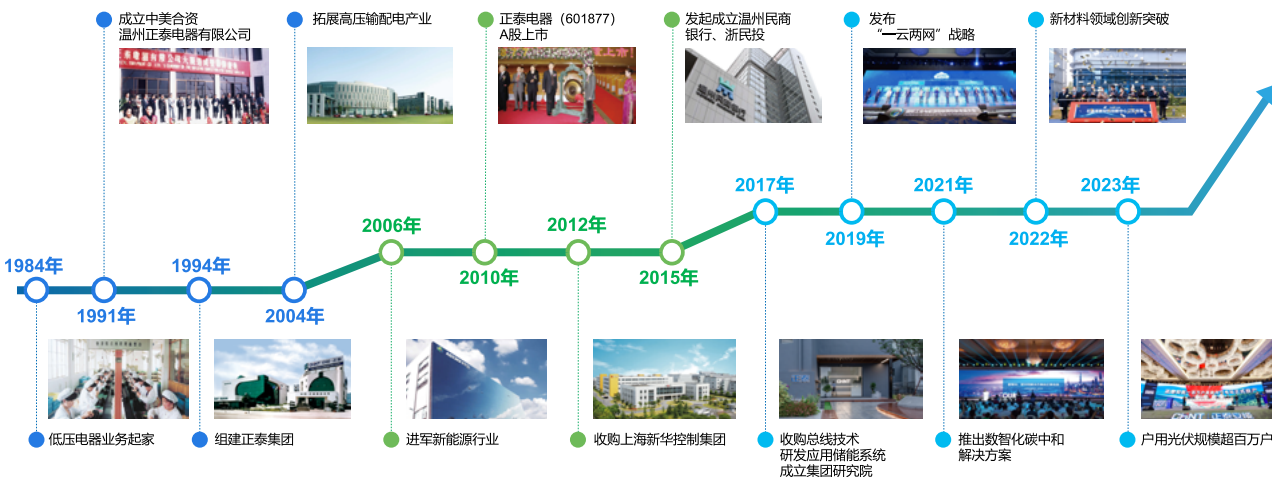 成立中美合资
温州正泰电器有限公司
拓展高压输配电产业
正泰电器（601877）
A股上市
发起成立温州民商
银行、浙民投
发布
“一云两网”战略
新材料领域创新突破
1984年
1991年
1994年
2004年
2006年
2010年
2012年
2015年
2017年
2019年
2021年
2022年
2023年
低压电器业务起家
组建正泰集团
进军新能源行业
收购上海新华控制集团
收购总线技术
研发应用储能系统
成立集团研究院
推出数智化碳中和
解决方案
户用光伏规模超百万户